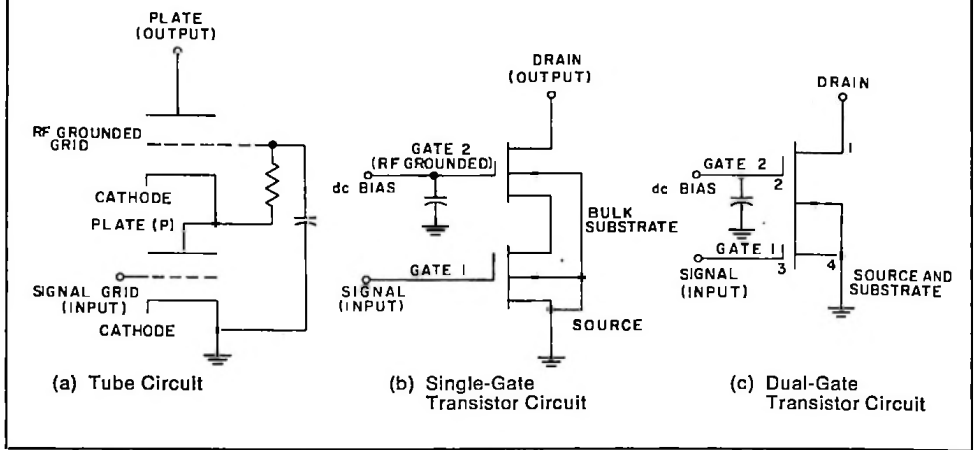 PLATE
(OUTPUT)
RF GROUNDED
GRID
CATHODE
PLATE (P)
SIGNAL GRID
(INPUT)
CATHODE
(a) Tube Circuit
DRAIN
(OUTPUT)
GATE 2
(RF GROUNDED)
dc BIAS
BULK
SUBSTRATE
GATE 1
SIGNAL
(INPUT)
SOURCE
(b) Single-Gate
Transistor Circuit
DRAIN
1
GATE 2
dc BIAS
2
GATE 1
3
4
SIGNAL
(INPUT)
SOURCE AND
SUBSTRATE
(c) Dual-Gate
Transistor Circuit